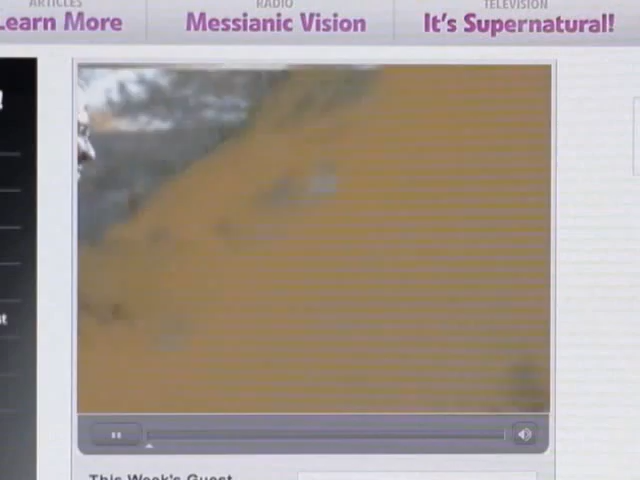 ARTICLES RADIO TELEVISION
Learn More Messianic Vision It's Supernatural!
This Week's Guest